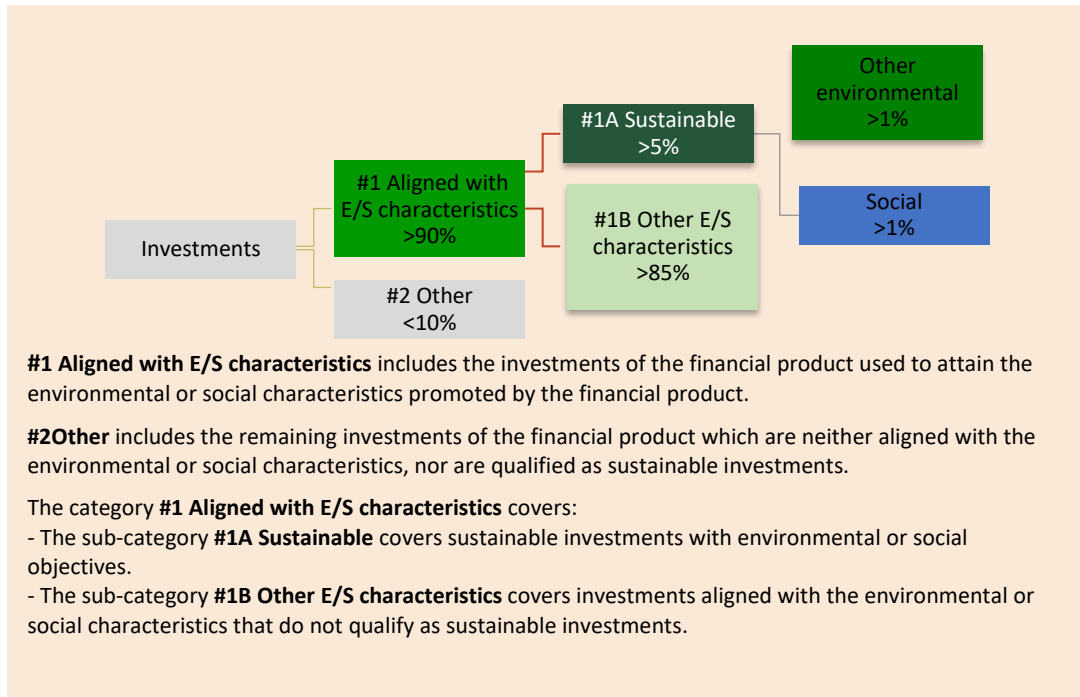 Other
environmental
>1%
#1A Sustainable
>5%
#1 Aligned with
E/S characteristics
>90%
Social
>1%
#1B Other E/S
characteristics
>85%
Investments
#2 Other
<10%
#1 Aligned with E/S characteristics includes the investments of the financial product used to attain the
environmental or social characteristics promoted by the financial product.
#2Other includes the remaining investments of the financial product which are neither aligned with the
environmental or social characteristics, nor are qualified as sustainable investments.
The category #1 Aligned with E/S characteristics covers:
- The sub-category #1A Sustainable covers sustainable investments with environmental or social
objectives.
- The sub-category #1B Other E/S characteristics covers investments aligned with the environmental or
social characteristics that do not qualify as sustainable investments.